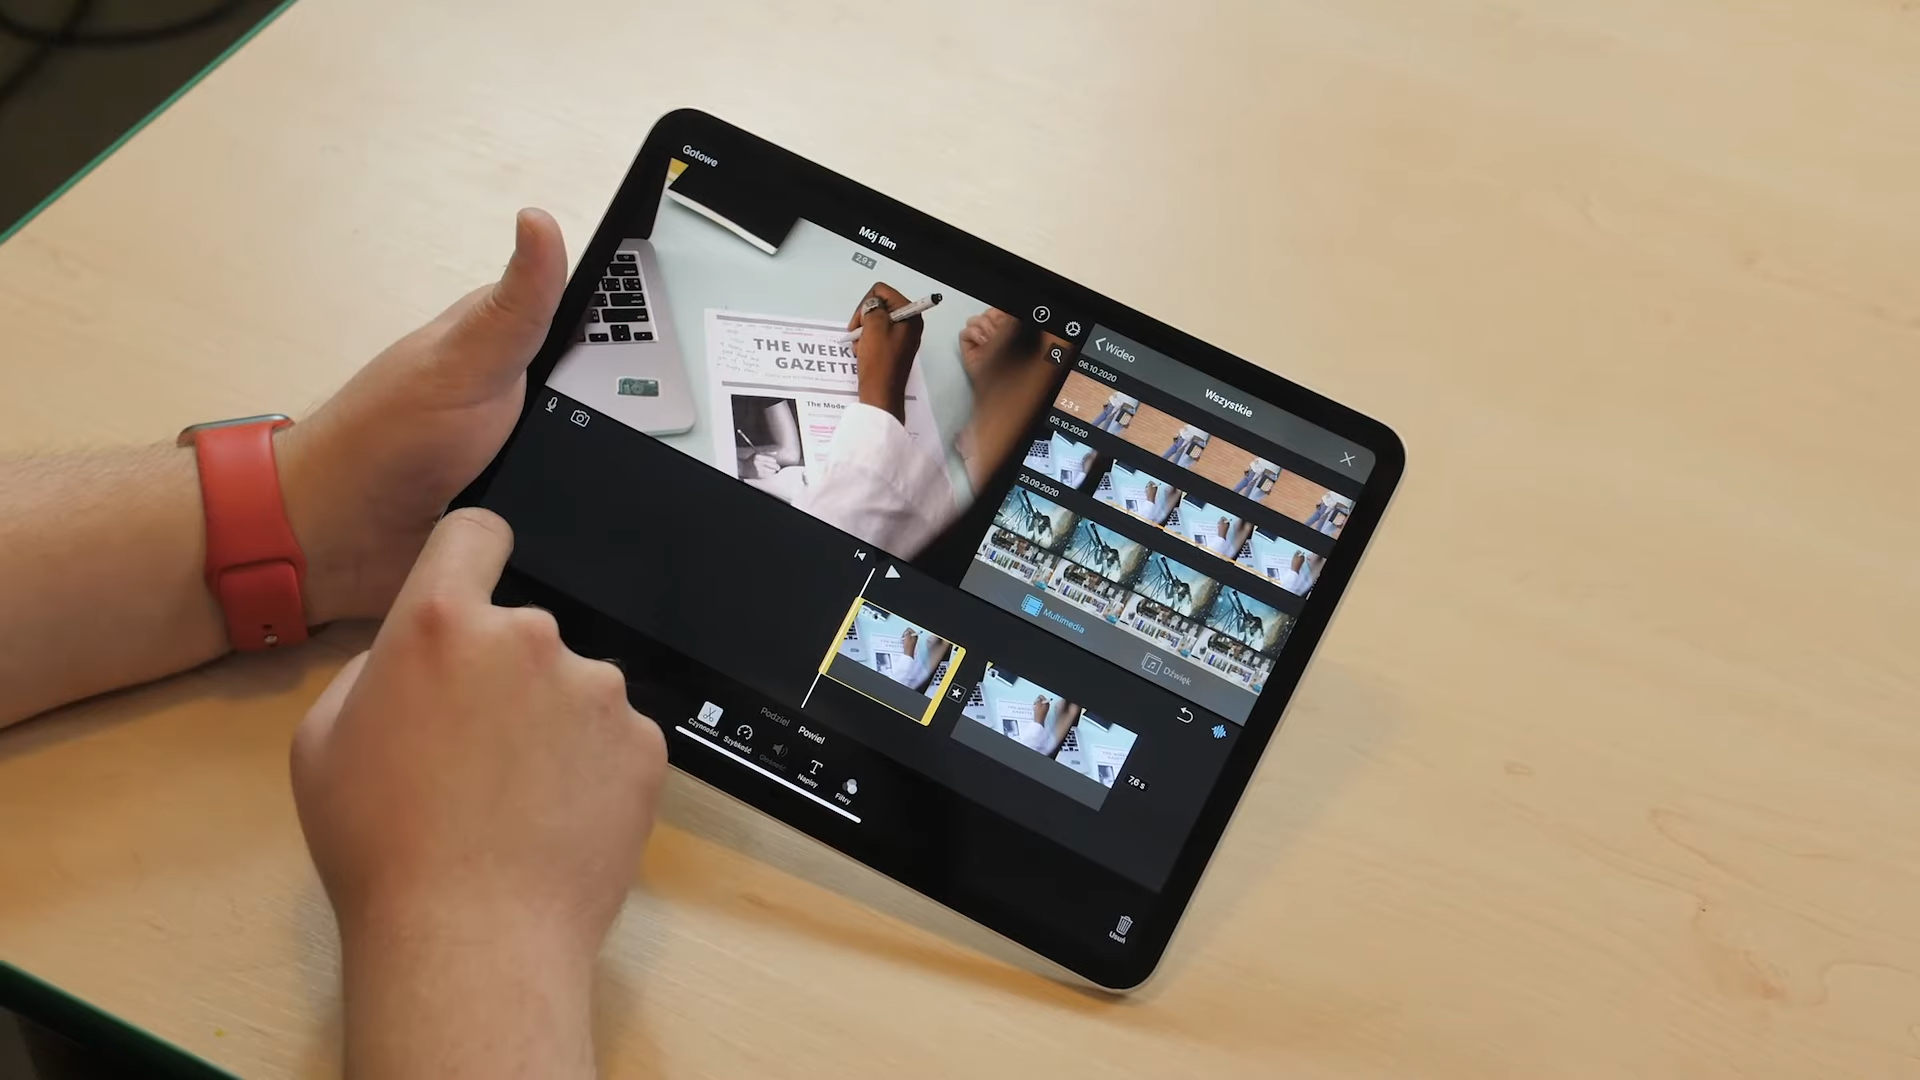 Gotowe
Mój film
2,9 s
THE WEEK
GAZETTE
The Mode
?
Wideo
Wszystkie
06.10.2020
2,3 s
05.10.2020
23.09.2020
Multimedia
Dźwięk
Podziel
Powiel
7,6 s
Czynności
Szybkość
Głośność
Napisy
Filtry
Usuń